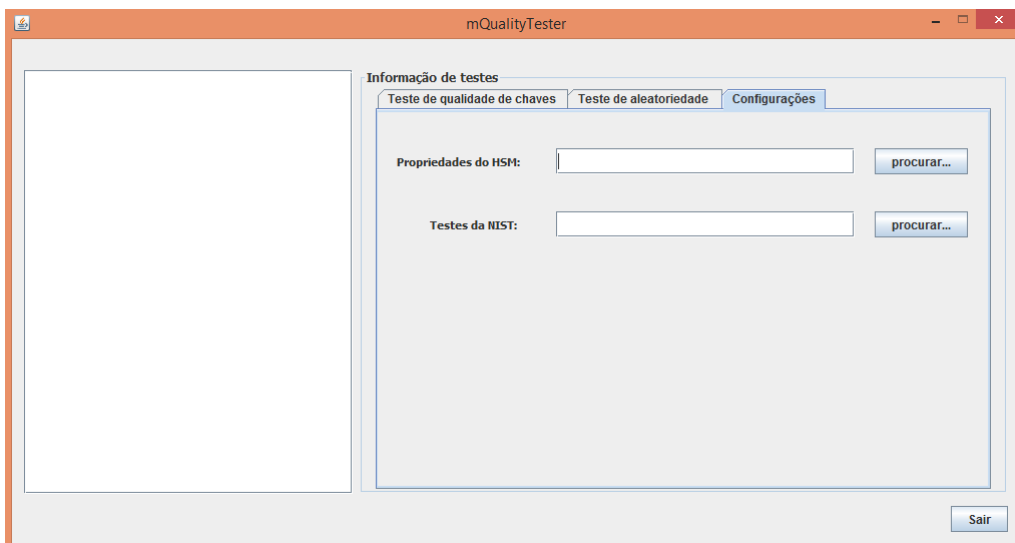 mQualityTester
Informação de testes
Teste de qualidade de chaves Teste de aleatoriedade Configurações
Propriedades do HSM: procurar...
Testes da NIST: procurar...
Sair